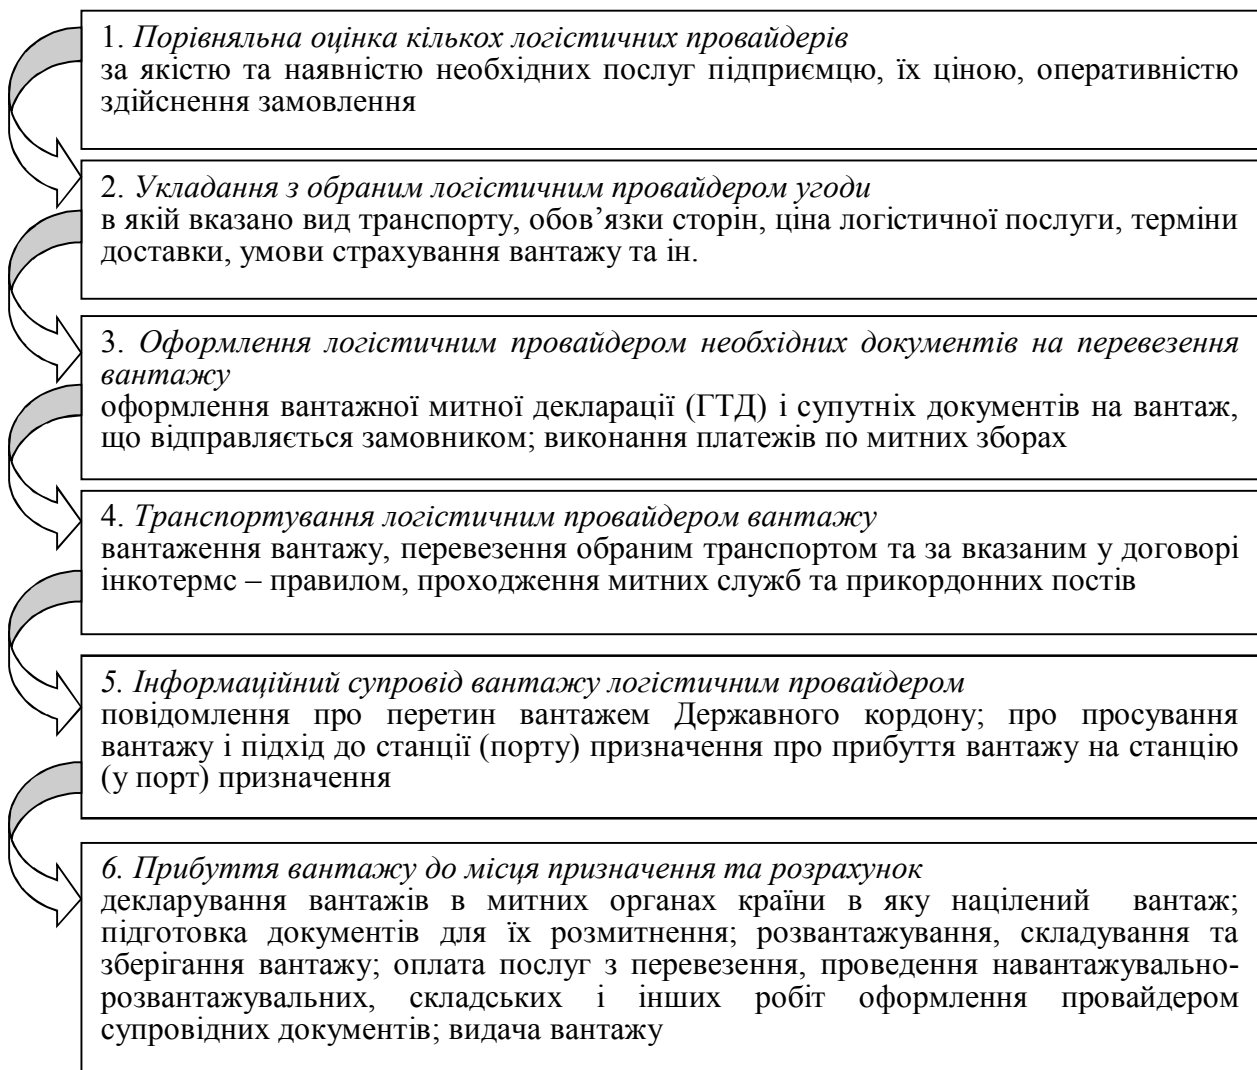 1. Порівняльна оцінка кількох логістичних провайдерів
за якістю та наявністю необхідних послуг підприємцю, їх ціною, оперативністю
здійснення замовлення
2. Укладання з обраним логістичним провайдером угоди
в якій вказано вид транспорту, обов’язки сторін, ціна логістичної послуги, терміни
доставки, умови страхування вантажу та ін.
3. Оформлення логістичним провайдером необхідних документів на перевезення
вантажу
оформлення вантажної митної декларації (ГТД) і супутніх документів на вантаж,
що відправляється замовником; виконання платежів по митних зборах
4. Транспортування логістичним провайдером вантажу
вантаження вантажу, перевезення обраним транспортом та за вказаним у договорі
інкотермс – правилом, проходження митних служб та прикордонних постів
5. Інформаційний супровід вантажу логістичним провайдером
повідомлення про перетин вантажем Державного кордону; про просування
вантажу і підхід до станції (порту) призначення про прибуття вантажу на станцію
(у порт) призначення
6. Прибуття вантажу до місця призначення та розрахунок
декларування вантажів в митних органах країни в яку націлений вантаж;
підготовка документів для їх розмитнення; розвантажування, складування та
зберігання вантажу; оплата послуг з перевезення, проведення навантажувально-
розвантажувальних, складських і інших робіт оформлення провайдером
супровідних документів; видача вантажу